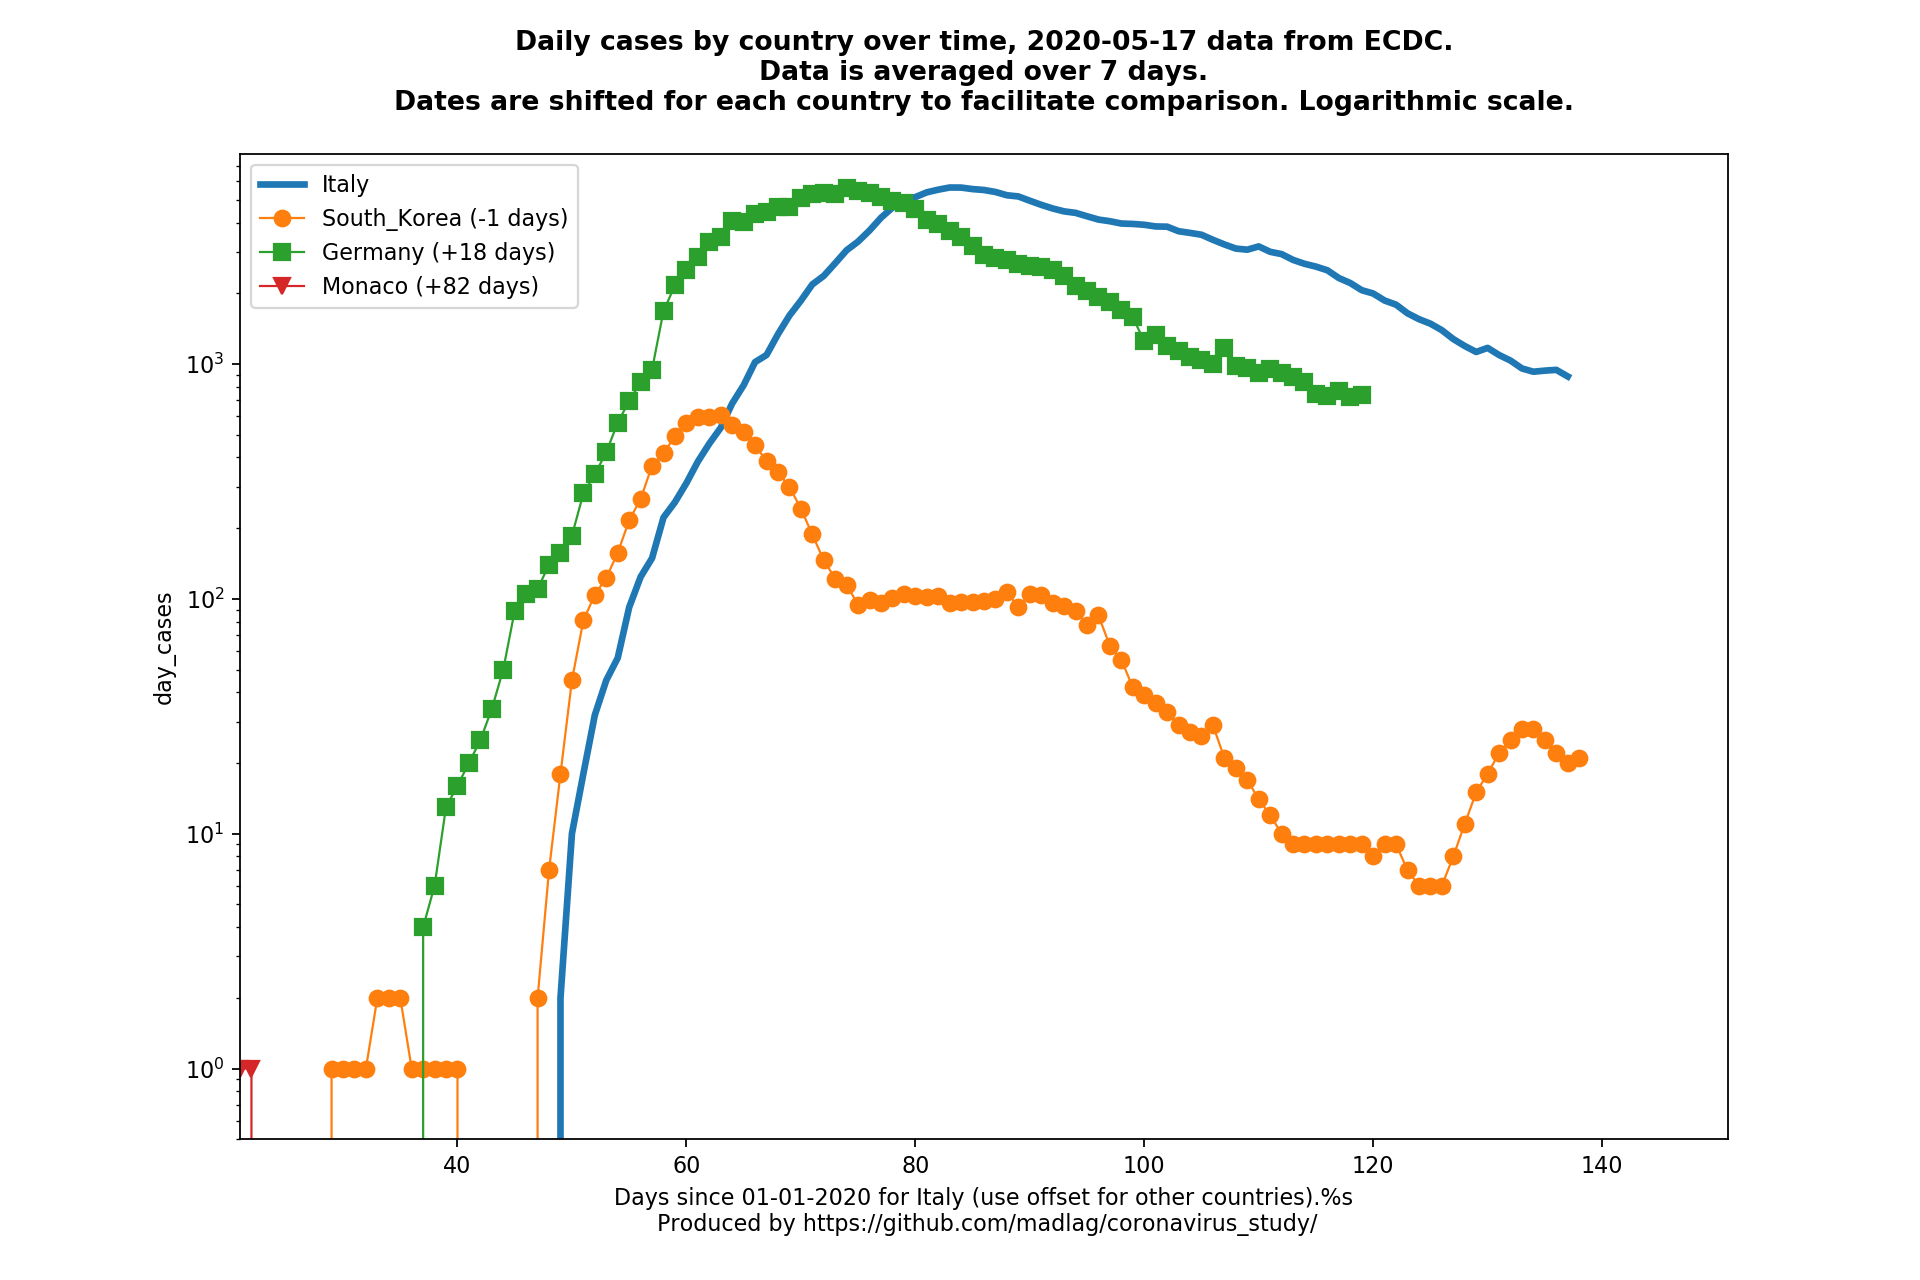 Daily cases by country over time, 2020-05-17 data from ECDC.
Data is averaged over 7 days.
Dates are shifted for each country to facilitate comparison. Logarithmic scale.
Italy
South_Korea (-1 days)
Germany (+18 days)
Monaco (+82 days)
day_cases
10³
10²
10¹
10⁰
40 60 80 100 120 140
Days since 01-01-2020 for Italy (use offset for other countries).%s
Produced by https://github.com/madlag/coronavirus_study/